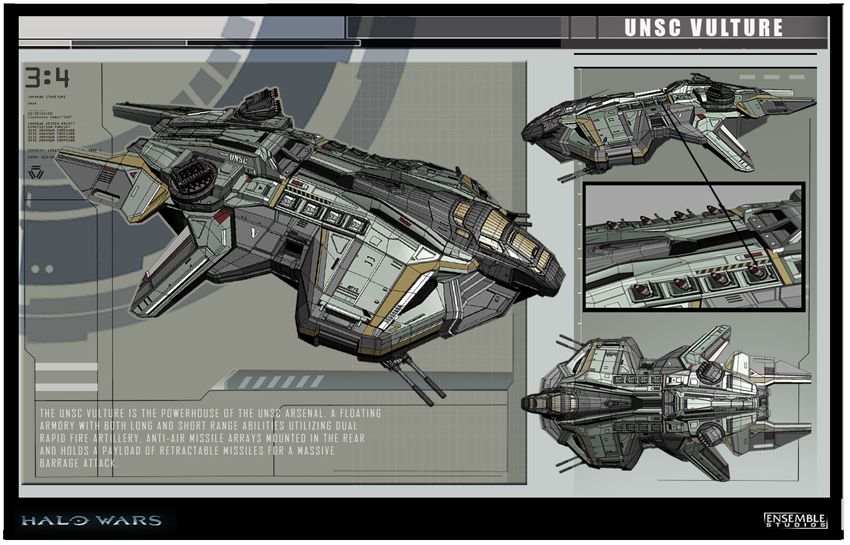 UNSC VULTURE
3:4
UNSC
V
THE UNSC VULTURE IS THE POWERHOUSE OF THE UNSC ARSENAL. A FLOATING
ARMORY WITH BOTH LONG AND SHORT RANGE ABILITIES UTILIZING DUAL
RAPID FIRE ARTILLERY. ANTI-AIR MISSILE ARRAYS MOUNTED IN THE REAR
AND HOLDS A PAYLOAD OF RETRACTABLE MISSILES FOR A MASSIVE
BARRAGE ATTACK.
HALO WARS
ENSEMBLE
STUDIOS